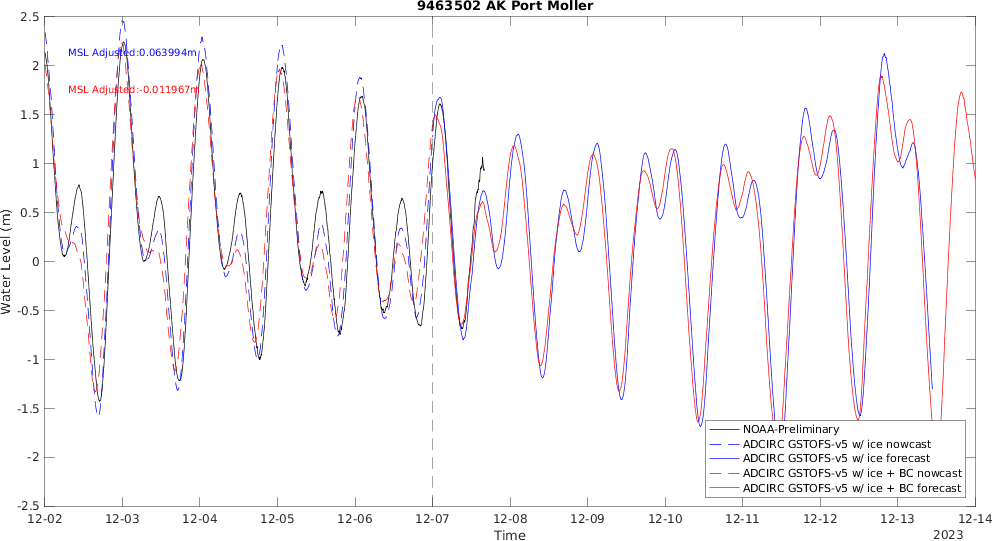 9463502 AK Port Moller
MSL Adjusted:0.063994m
MSL Adjusted:-0.011967m
Water Level (m)
2.5
2
1.5
1
0.5
0
-0.5
-1
-1.5
-2
-2.5
NOAA-Preliminary
ADCIRC GSTOFS-v5 w/ ice nowcast
ADCIRC GSTOFS-v5 w/ ice forecast
ADCIRC GSTOFS-v5 w/ ice + BC nowcast
ADCIRC GSTOFS-v5 w/ ice + BC forecast
12-02 12-03 12-04 12-05 12-06 12-07 12-08 12-09 12-10 12-11 12-12 12-13 12-14
Time
2023